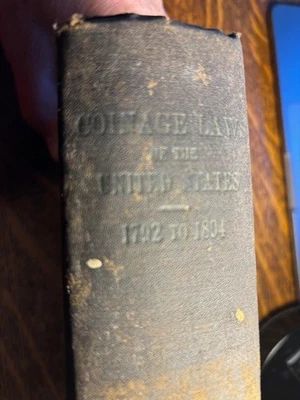 COINAGE LAWS
OF THE
UNITED STATES
1792 TO 1894